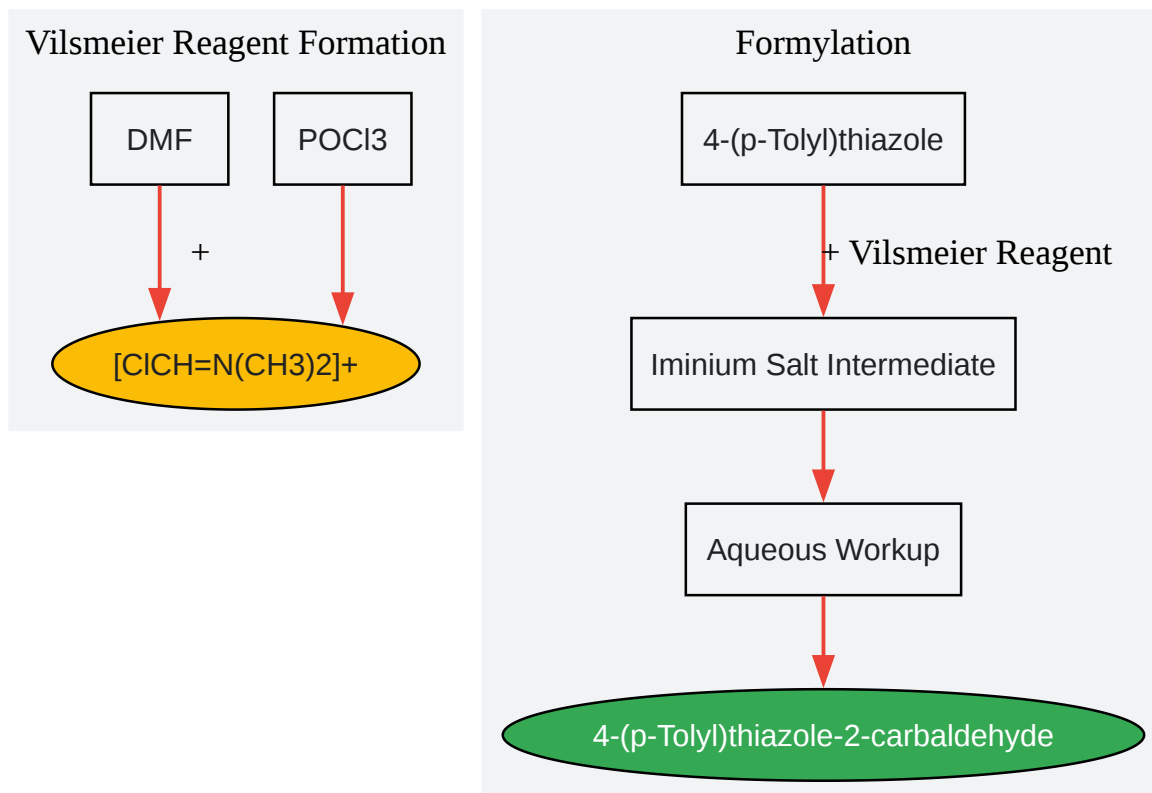 Vilsmeier Reagent Formation
DMF
POCl3
+
[ClCH=N(CH3)2]+
Formylation
4-(p-Tolyl)thiazole
+ Vilsmeier Reagent
Iminium Salt Intermediate
Aqueous Workup
4-(p-Tolyl)thiazole-2-carbaldehyde